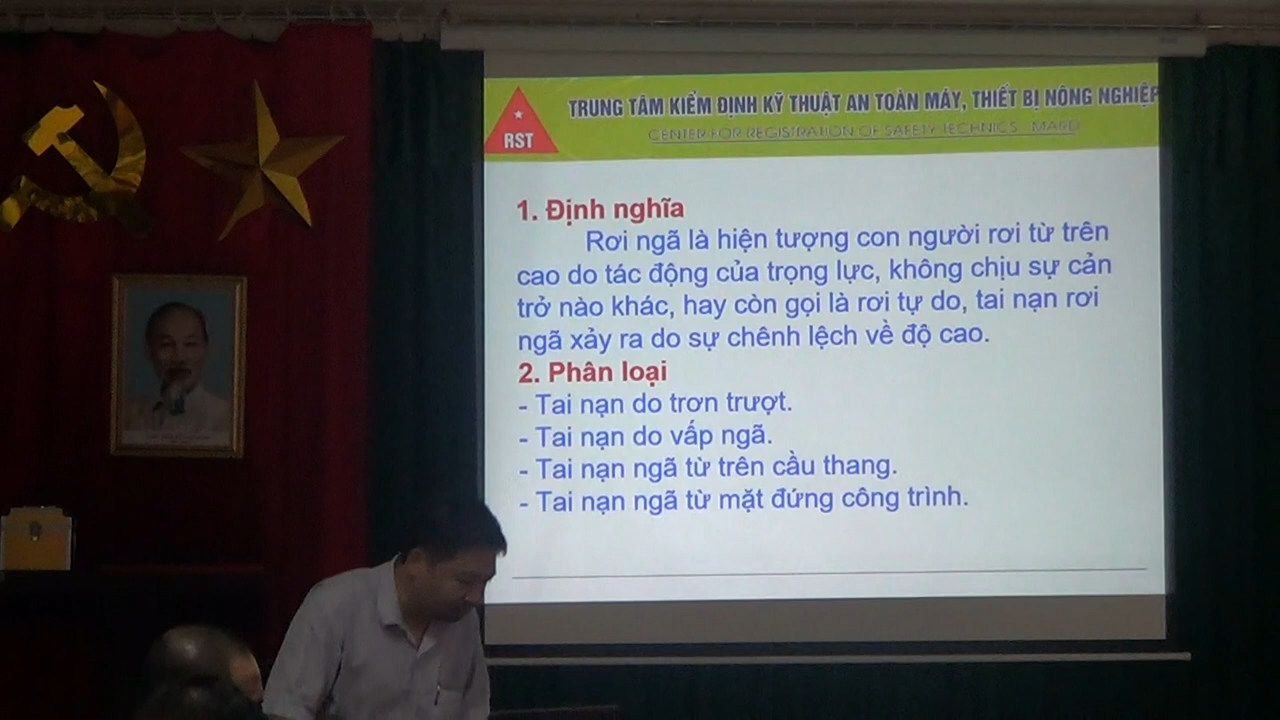 TRUNG TÂM KIỂM ĐỊNH KỸ THUẬT AN TOÀN MÁY, THIẾT BỊ NÔNG NGHIỆP
CENTER FOR REGISTRATION OF SAFETY TECHNICS - MARD
RST
1. Định nghĩa
Rơi ngã là hiện tượng con người rơi từ trên
cao do tác động của trọng lực, không chịu sự cản
trở nào khác, hay còn gọi là rơi tự do, tai nạn rơi
ngã xảy ra do sự chênh lệch về độ cao.
2. Phân loại
- Tai nạn do trơn trượt.
- Tai nạn do vấp ngã.
- Tai nạn ngã từ trên cầu thang.
- Tai nạn ngã từ mặt đứng công trình.